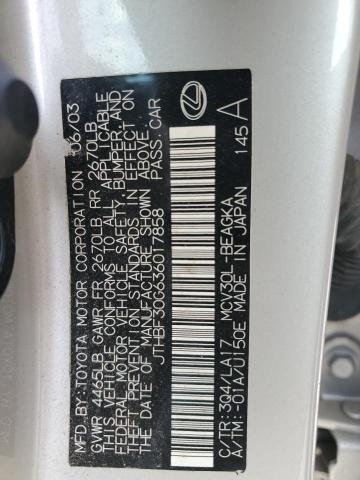 MFD. BY: TOYOTA MOTOR CORPORATION 06/03
GVWR 4450LB GAWR FR 2670LB RR 2670LB
THIS VEHICLE CONFORMS TO ALL APPLICABLE
FEDERAL MOTOR VEHICLE SAFETY, BUMPER, AND
THEFT PREVENTION STANDARDS IN EFFECT ON
THE DATE OF MANUFACTURE SHOWN ABOVE.
JTHBF30G636017858 PASS.CAR
C/TR:3Q4/LA17 MCV30L-BEAGKA
A/TM:-01A/U150E MADE IN JAPAN 145 A